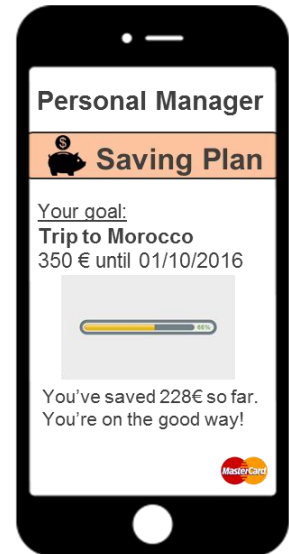 Personal Manager
$
Saving Plan
Your goal:
Trip to Morocco
350 € until 01/10/2016
65%
You've saved 228€ so far.
You're on the good way!
MasterCard